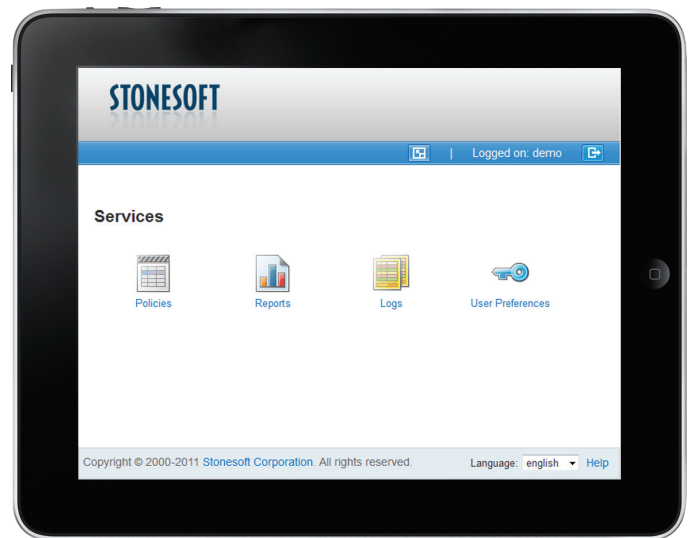 STONESOFT
| Logged on: demo
Services
Policies Reports Logs User Preferences
Copyright © 2000-2011 Stonesoft Corporation. All rights reserved. Language: english Help